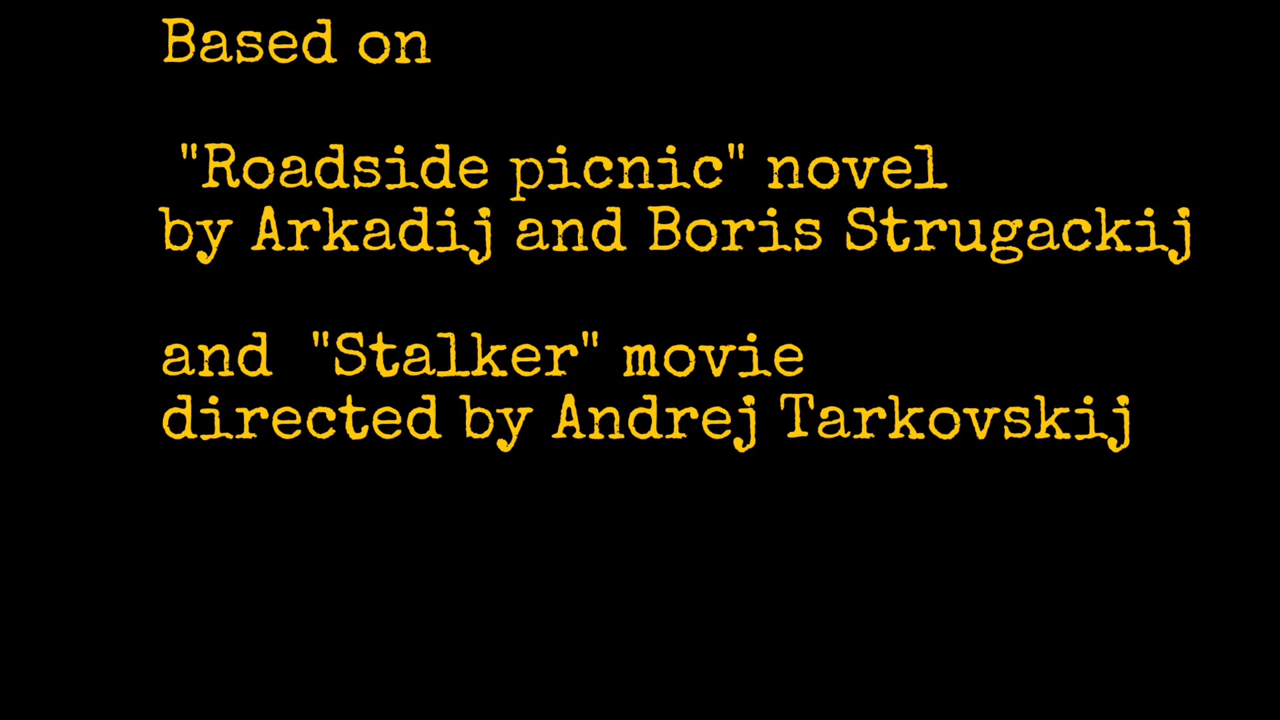 Based on
"Roadside picnic" novel
by Arkadij and Boris Strugackij
and "Stalker" movie
directed by Andrej Tarkovskij